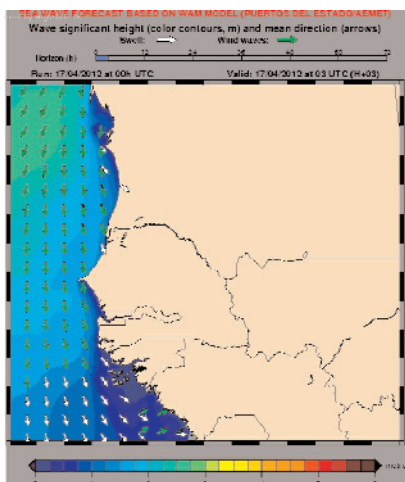 SEA WAVE FORECAST BASED ON WAM MODEL (PUERTOS DEL ESTADO/AEMET)
Wave significant height (color contours, m) and mean direction (arrows)
Swell: Wind waves:
Horizon (h) 0 12 24 36 48 60 72
Run: 17/04/2012 at 00h UTC Valid: 17/04/2012 at 03 UTC (H+03)